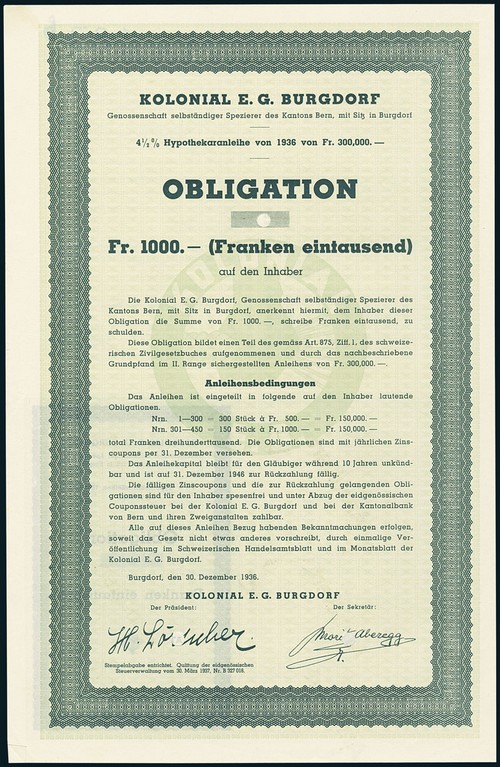 KOLONIAL E. G. BURGDORF
Genossenschaft selbständiger Spezierer des Kantons Bern, mit Sitz in Burgdorf
4½% Hypothekaranleihe von 1936 von Fr. 300,000.—
OBLIGATION
Fr. 1000.— (Franken eintausend)
auf den Inhaber
Die Kolonial E. G. Burgdorf, Genossenschaft selbständiger Spezierer des
Kantons Bern, mit Sitz in Burgdorf, anerkennt hiermit, dem Inhaber dieser
Obligation die Summe von Fr. 1000.—, schreibe Franken eintausend, zu
schulden.
Diese Obligation bildet einen Teil des gemäss Art. 875, Ziff. 1, des schweize-
rischen Zivilgesetzbuches aufgenommenen und durch das nachbeschriebene
Grundpfand im II. Range sichergestellten Anleihens von Fr. 300,000.—.
Anleihensbedingungen
Das Anleihen ist eingeteilt in folgende auf den Inhaber lautende
Obligationen.
Nrn. 1—300 = 300 Stück à Fr. 500.— = Fr. 150,000.—
Nrn. 301—450 = 150 Stück à Fr. 1000.— = Fr. 150,000.—
total Franken dreihunderttausend. Die Obligationen sind mit jährlichen Zins-
coupons per 31. Dezember versehen.
Das Anleihekapital bleibt für den Gläubiger während 10 Jahren unkünd-
bar und ist auf 31. Dezember 1946 zur Rückzahlung fällig.
Die fälligen Zinscoupons und die zur Rückzahlung gelangenden Obli-
gationen sind für den Inhaber spesenfrei und unter Abzug der eidgenössischen
Couponssteuer bei der Kolonial E. G. Burgdorf und bei der Kantonalbank
von Bern und ihren Zweiganstalten zahlbar.
Alle auf dieses Anleihen Bezug habenden Bekanntmachungen erfolgen,
soweit das Gesetz nicht etwas anderes vorschreibt, durch einmalige Ver-
öffentlichung im Schweizerischen Handelsamtsblatt und im Monatsblatt der
Kolonial E. G. Burgdorf.
Burgdorf, den 30. Dezember 1936.
KOLONIAL E. G. BURGDORF
Der Präsident:
Der Sekretär:
Stempelabgabe entrichtet, Quittung der eidgenössischen
Steuerverwaltung vom 30. März 1937, Nr. B 327 018.